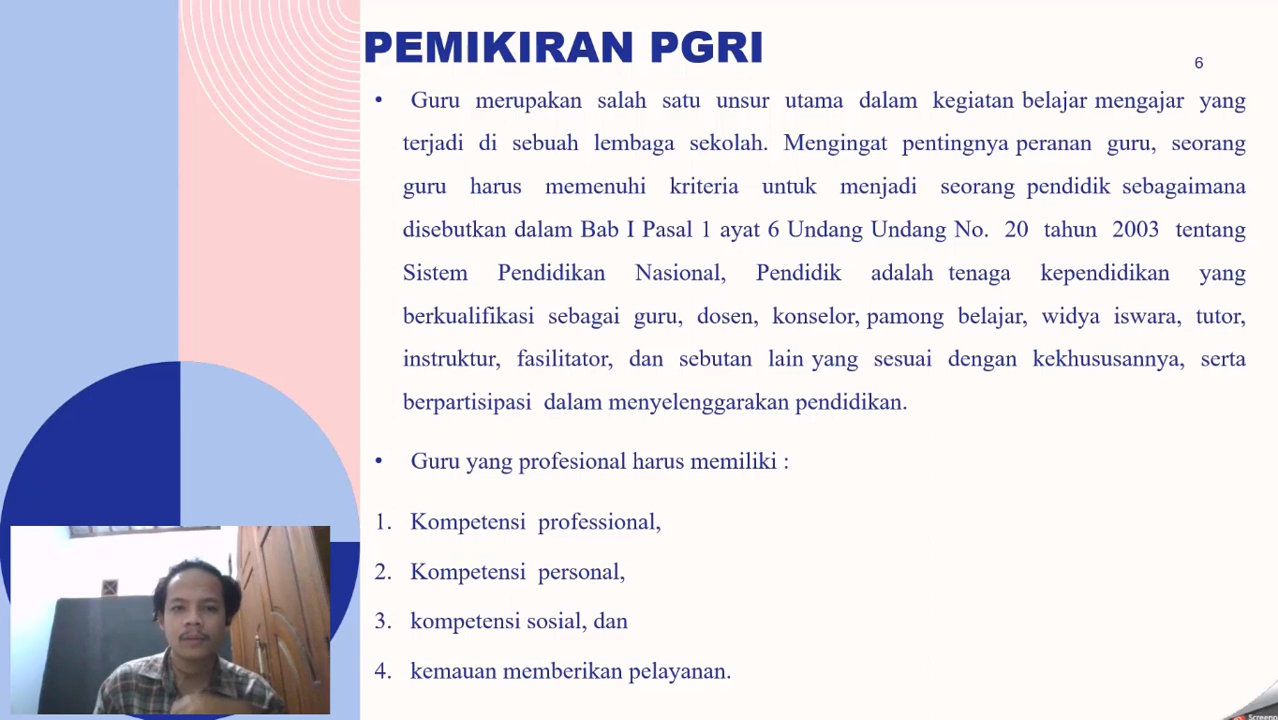 PEMIKIRAN PGRI
6
• Guru merupakan salah satu unsur utama dalam kegiatan belajar mengajar yang
terjadi di sebuah lembaga sekolah. Mengingat pentingnya peranan guru, seorang
guru harus memenuhi kriteria untuk menjadi seorang pendidik sebagaimana
disebutkan dalam Bab I Pasal 1 ayat 6 Undang Undang No. 20 tahun 2003 tentang
Sistem Pendidikan Nasional, Pendidik adalah tenaga kependidikan yang
berkualifikasi sebagai guru, dosen, konselor, pamong belajar, widya iswara, tutor,
instruktur, fasilitator, dan sebutan lain yang sesuai dengan kekhususannya, serta
berpartisipasi dalam menyelenggarakan pendidikan.
• Guru yang profesional harus memiliki :
1. Kompetensi professional,
2. Kompetensi personal,
3. kompetensi sosial, dan
4. kemauan memberikan pelayanan.